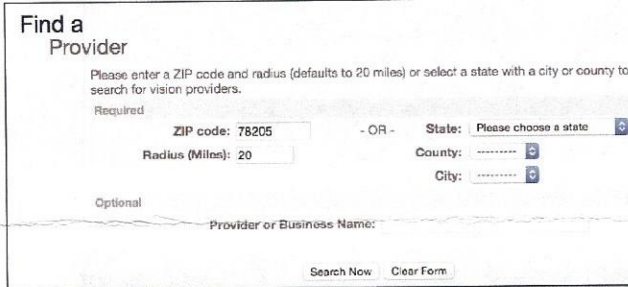 Find a
Provider
Please enter a ZIP code and radius (defaults to 20 miles) or select a state with a city or county to
search for vision providers.
Required
ZIP code: 78205 - OR - State: Please choose a state
Radius (Miles): 20 County: ---------
City: ---------
Optional
Provider or Business Name:
Search Now Clear Form